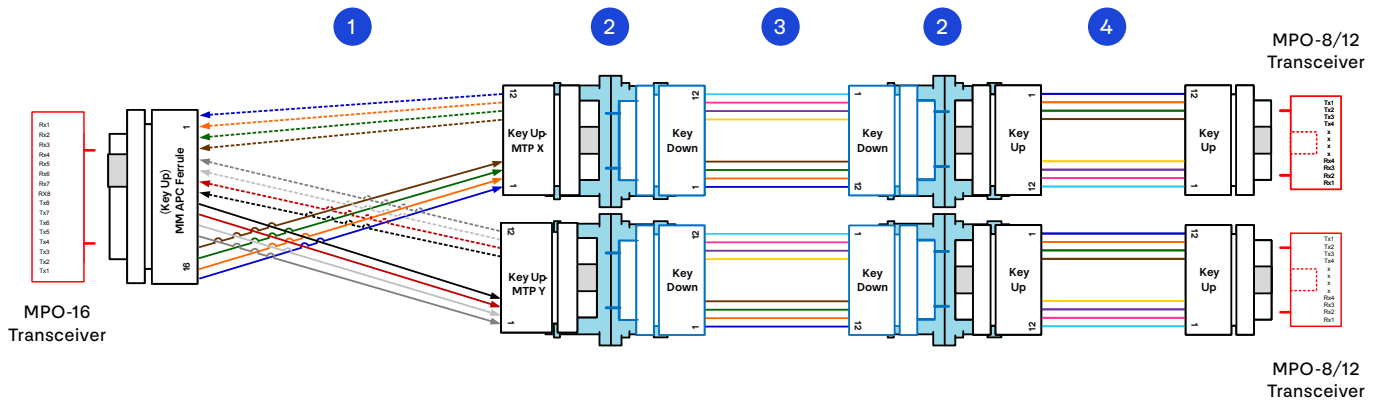 1
2
3
2
4
MPO-8/12
Transceiver
Rx1
Rx2
Rx3
Rx4
Rx5
Rx6
Rx7
RX8
Tx8
Tx7
Tx6
Tx5
Tx4
Tx3
Tx2
Tx1
MPO-16
Transceiver
1
(Key Up)
MM APC Ferrule
16
12
Key Up
MTP X
1
12
Key
Down
1
1
Key
Down
12
1
Key
Up
12
12
Key
Up
1
Tx1
Tx2
Tx3
Tx4
x
x
x
x
Rx4
Rx3
Rx2
Rx1
12
Key Up
MTP Y
1
12
Key
Down
1
1
Key
Down
12
1
Key
Up
12
12
Key
Up
1
Tx1
Tx2
Tx3
Tx4
x
x
x
x
Rx4
Rx3
Rx2
Rx1
MPO-8/12
Transceiver